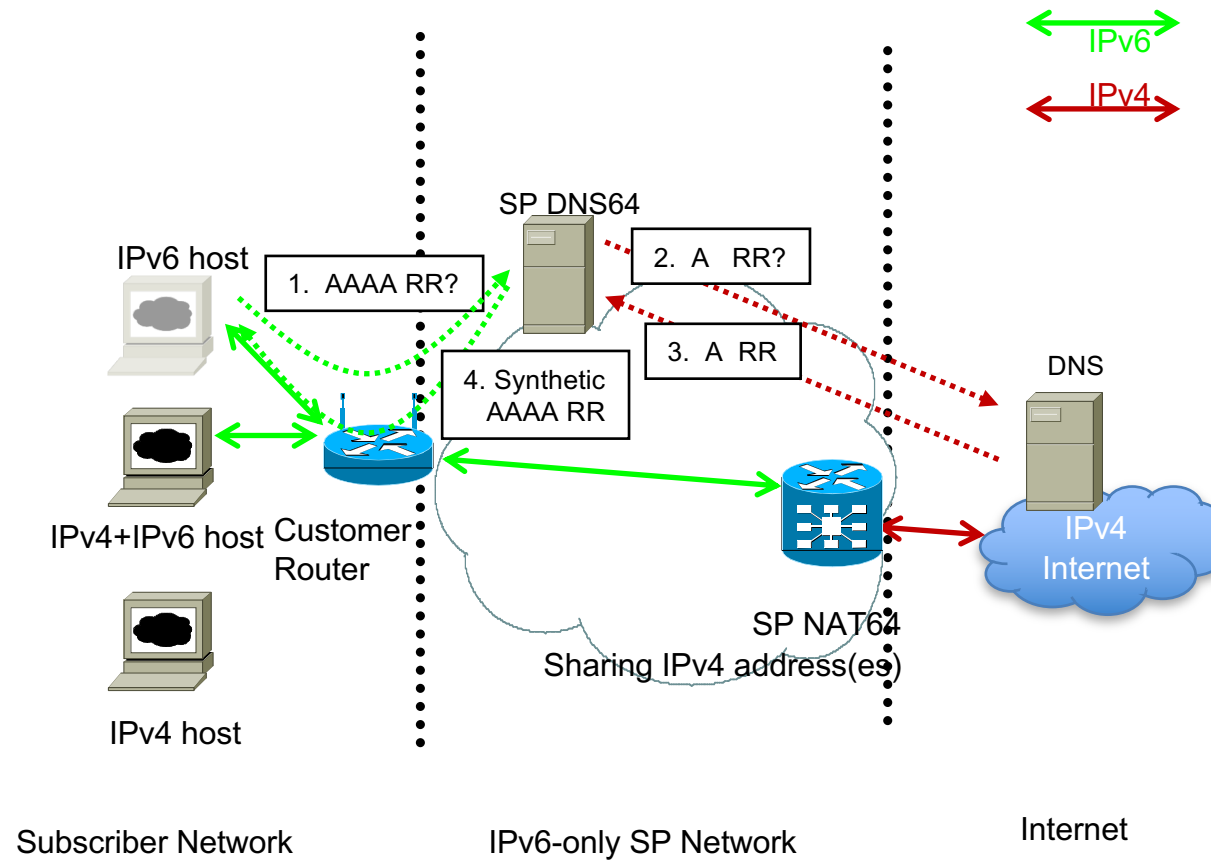 IPv6
IPv4
SP DNS64
IPv6 host
1. AAAA RR?
2. A RR?
3. A RR
4. Synthetic
AAAA RR
DNS
IPv4+IPv6 host
Customer
Router
IPv4
Internet
SP NAT64
Sharing IPv4 address(es)
IPv4 host
Subscriber Network
IPv6-only SP Network
Internet